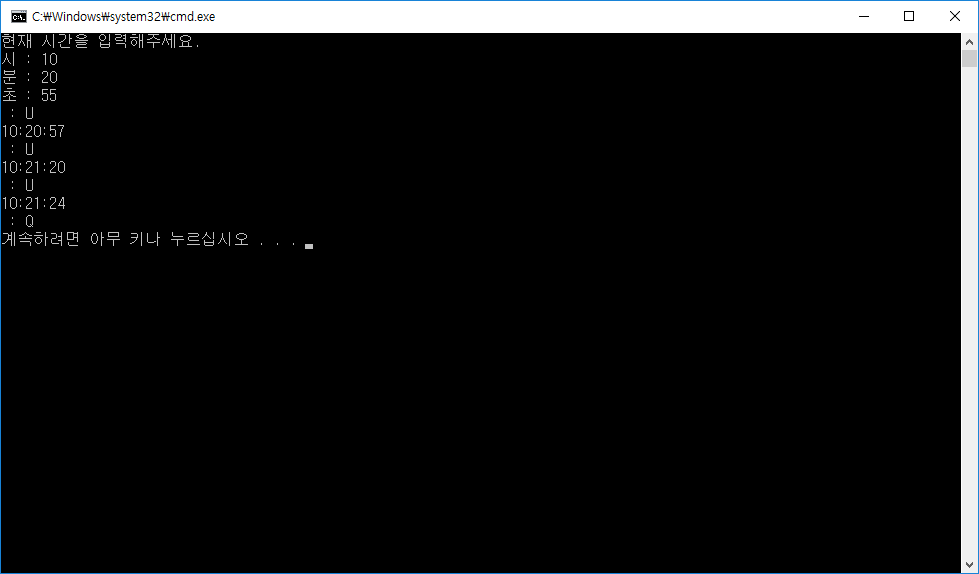 C:₩Windows₩system32₩cmd.exe
현재 시간을 입력해주세요.
시 : 10
분 : 20
초 : 55
: U
10:20:57
: U
10:21:20
: U
10:21:24
: Q
계속하려면 아무 키나 누르십시오 . . .